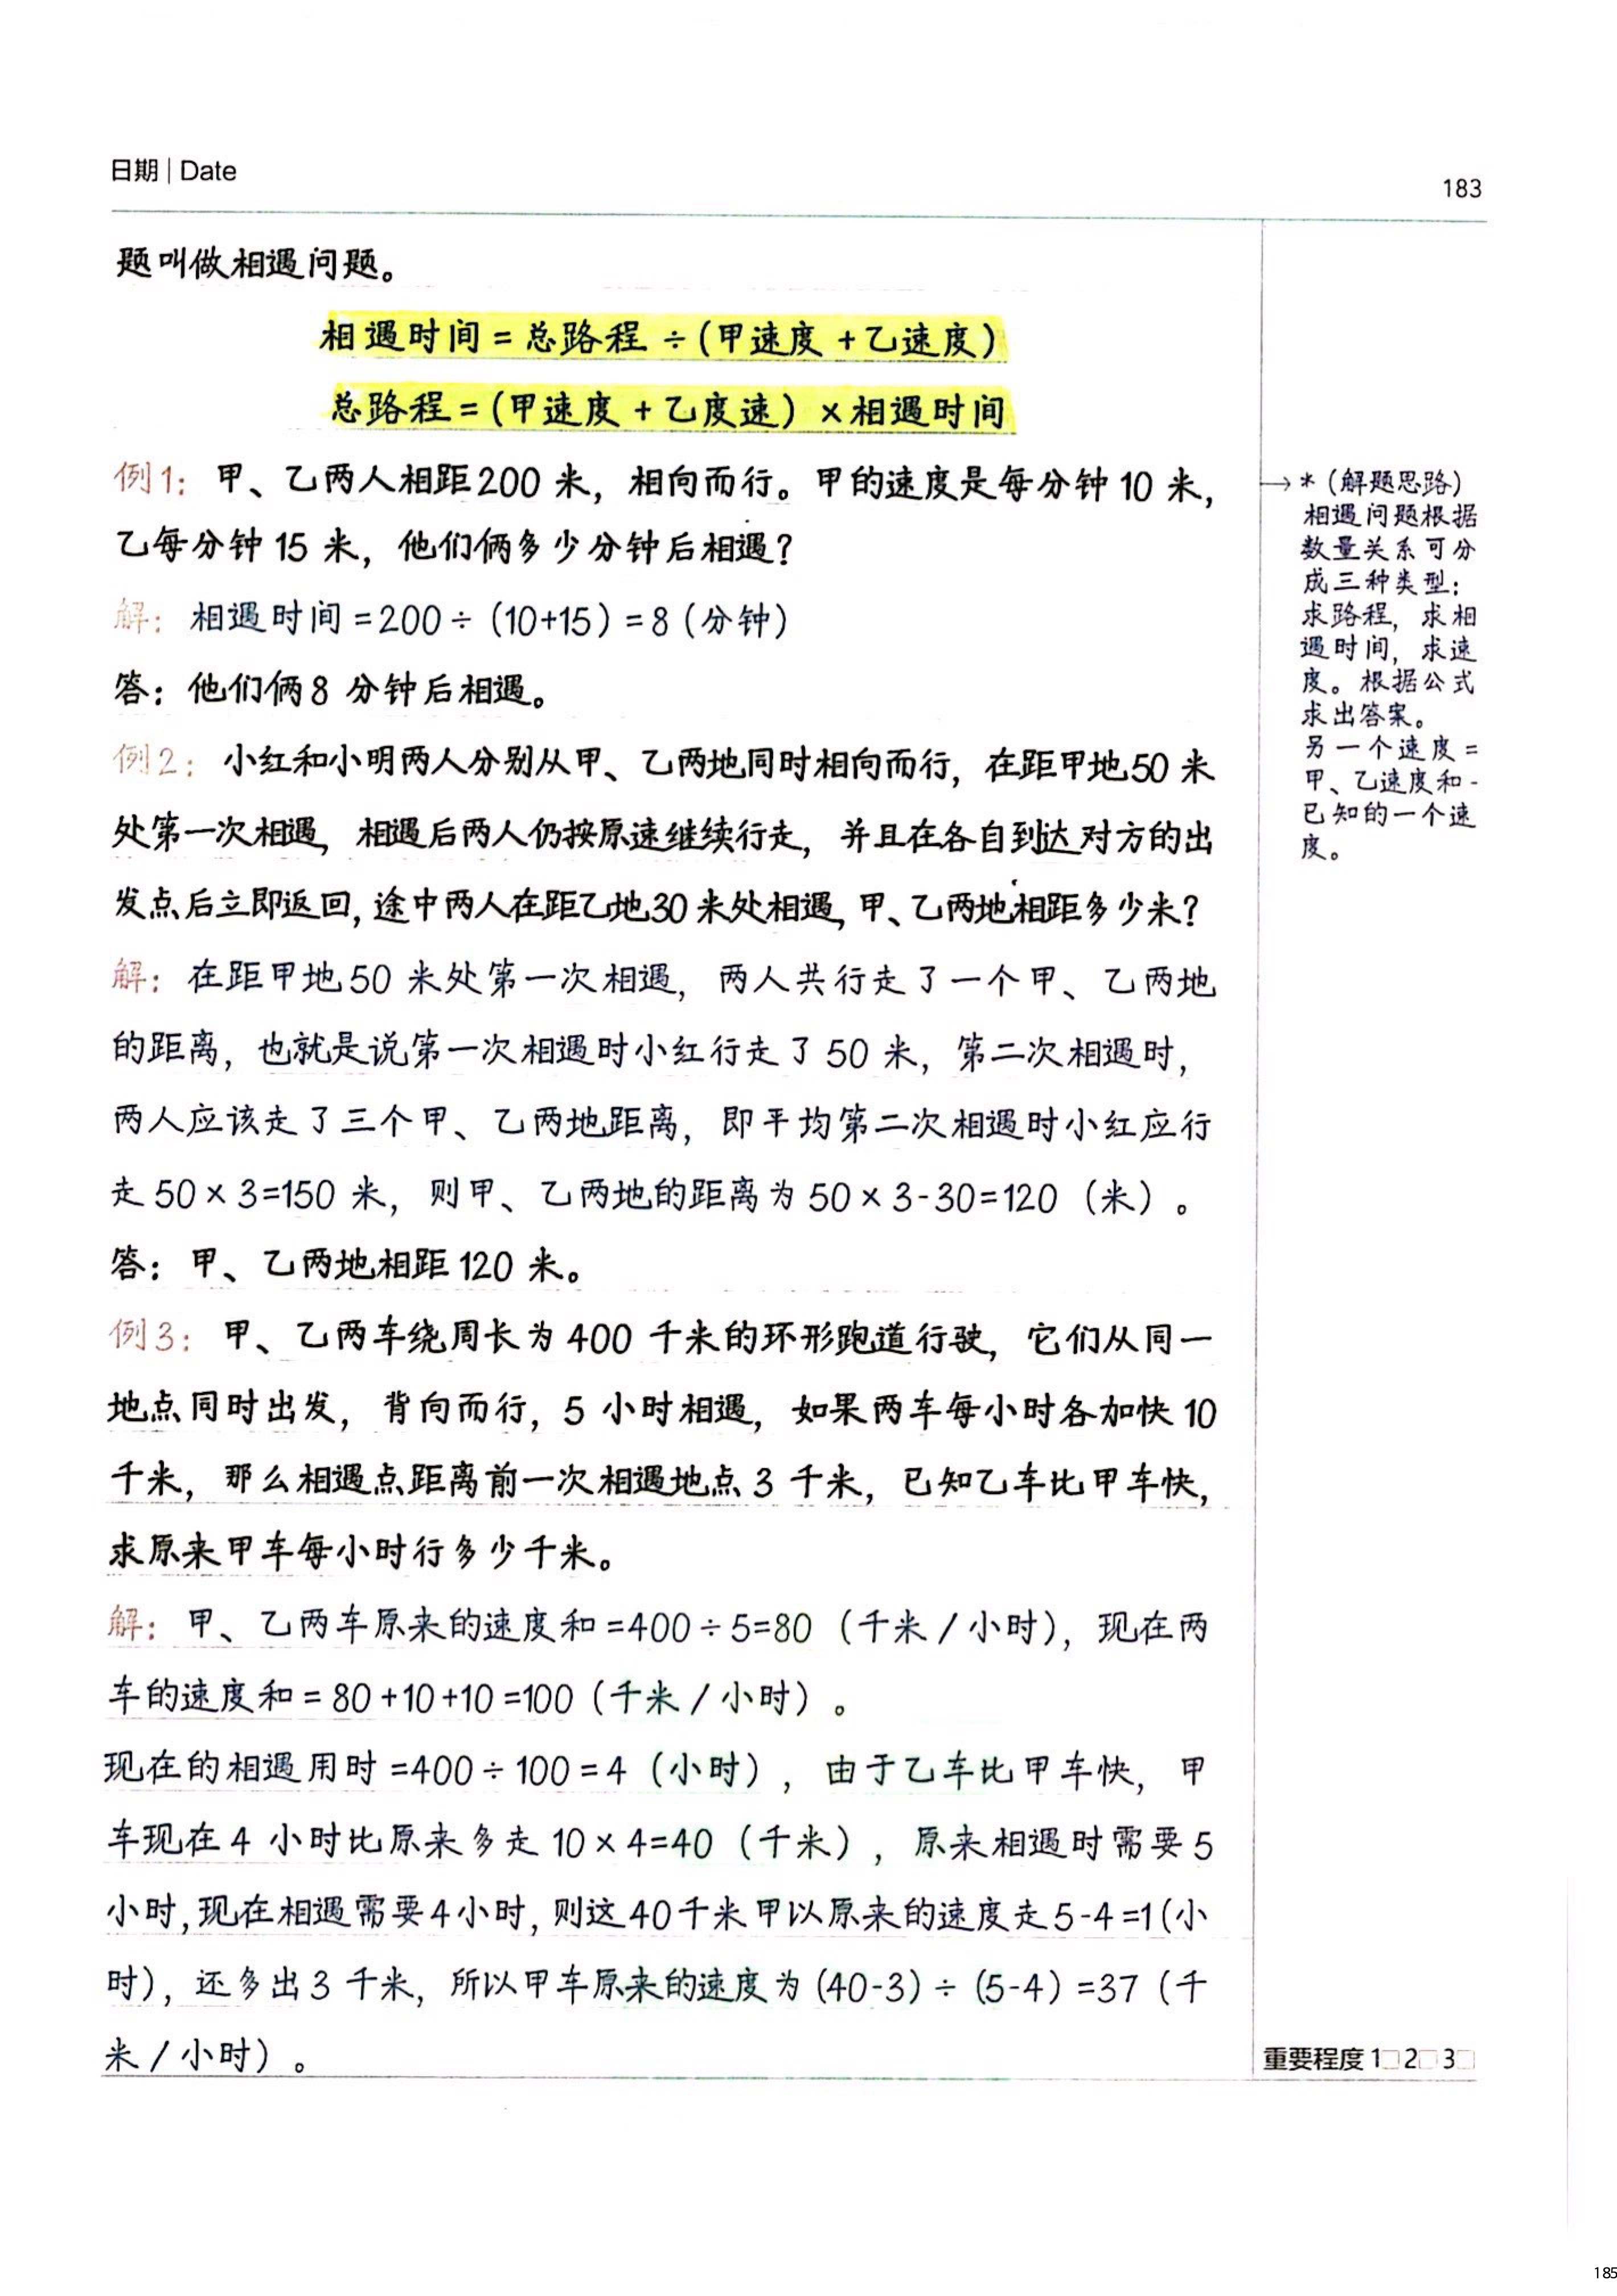 日期 | Date
183
题叫做相遇问题。
相遇时间=总路程÷(甲速度+乙速度)
总路程=(甲速度+乙度速)×相遇时间
例1：甲、乙两人相距200米，相向而行。甲的速度是每分钟10米，
乙每分钟15米，他们俩多少分钟后相遇？
解：相遇时间=200÷(10+15)=8(分钟)
答：他们俩8分钟后相遇。
例2：小红和小明两人分别从甲、乙两地同时相向而行，在距甲地50米
处第一次相遇，相遇后两人仍按原速继续行走，并且在各自到达对方的出
发点后立即返回，途中两人在距乙地30米处相遇，甲、乙两地相距多少米？
解：在距甲地50米处第一次相遇，两人共行走了一个甲、乙两地
的距离，也就是说第一次相遇时小红行走了50米，第二次相遇时，
两人应该走了三个甲、乙两地距离，即平均第二次相遇时小红应行
走50×3=150米，则甲、乙两地的距离为50×3-30=120（米）。
答：甲、乙两地相距120米。
例3：甲、乙两车绕周长为400千米的环形跑道行驶，它们从同一
地点同时出发，背向而行，5小时相遇，如果两车每小时各加快10
千米，那么相遇点距离前一次相遇地点3千米，已知乙车比甲车快，
求原来甲车每小时行多少千米。
解：甲、乙两车原来的速度和=400÷5=80（千米/小时），现在两
车的速度和=80+10+10=100（千米/小时）。
现在的相遇用时=400÷100=4（小时），由于乙车比甲车快，甲
车现在4小时比原来多走10×4=40（千米），原来相遇时需要5
小时，现在相遇需要4小时，则这40千米甲以原来的速度走5-4=1(小
时)，还多出3千米，所以甲车原来的速度为(40-3)÷(5-4)=37（千
米/小时）。
→*（解题思路）
相遇问题根据
数量关系可分
成三种类型：
求路程，求相
遇时间，求速
度。根据公式
求出答案。
另一个速度=
甲、乙速度和-
已知的一个速
度。
重要程度1□2□3□
185